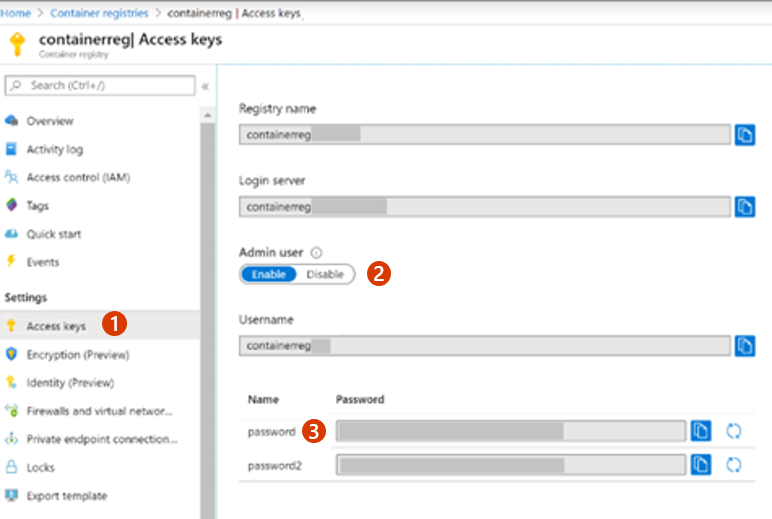 Home > Container registries > containerreg | Access keys
containerreg| Access keys
Container registry
Search (Ctrl+/)
«
Overview
Activity log
Access control (IAM)
Tags
Quick start
Events
Settings
Access keys 1
Encryption (Preview)
Identity (Preview)
Firewalls and virtual networ...
Private endpoint connection...
Locks
Export template
Registry name
containerreg
Login server
containerreg
Admin user
Enable Disable 2
Username
containerreg
Name Password
password 3
password2